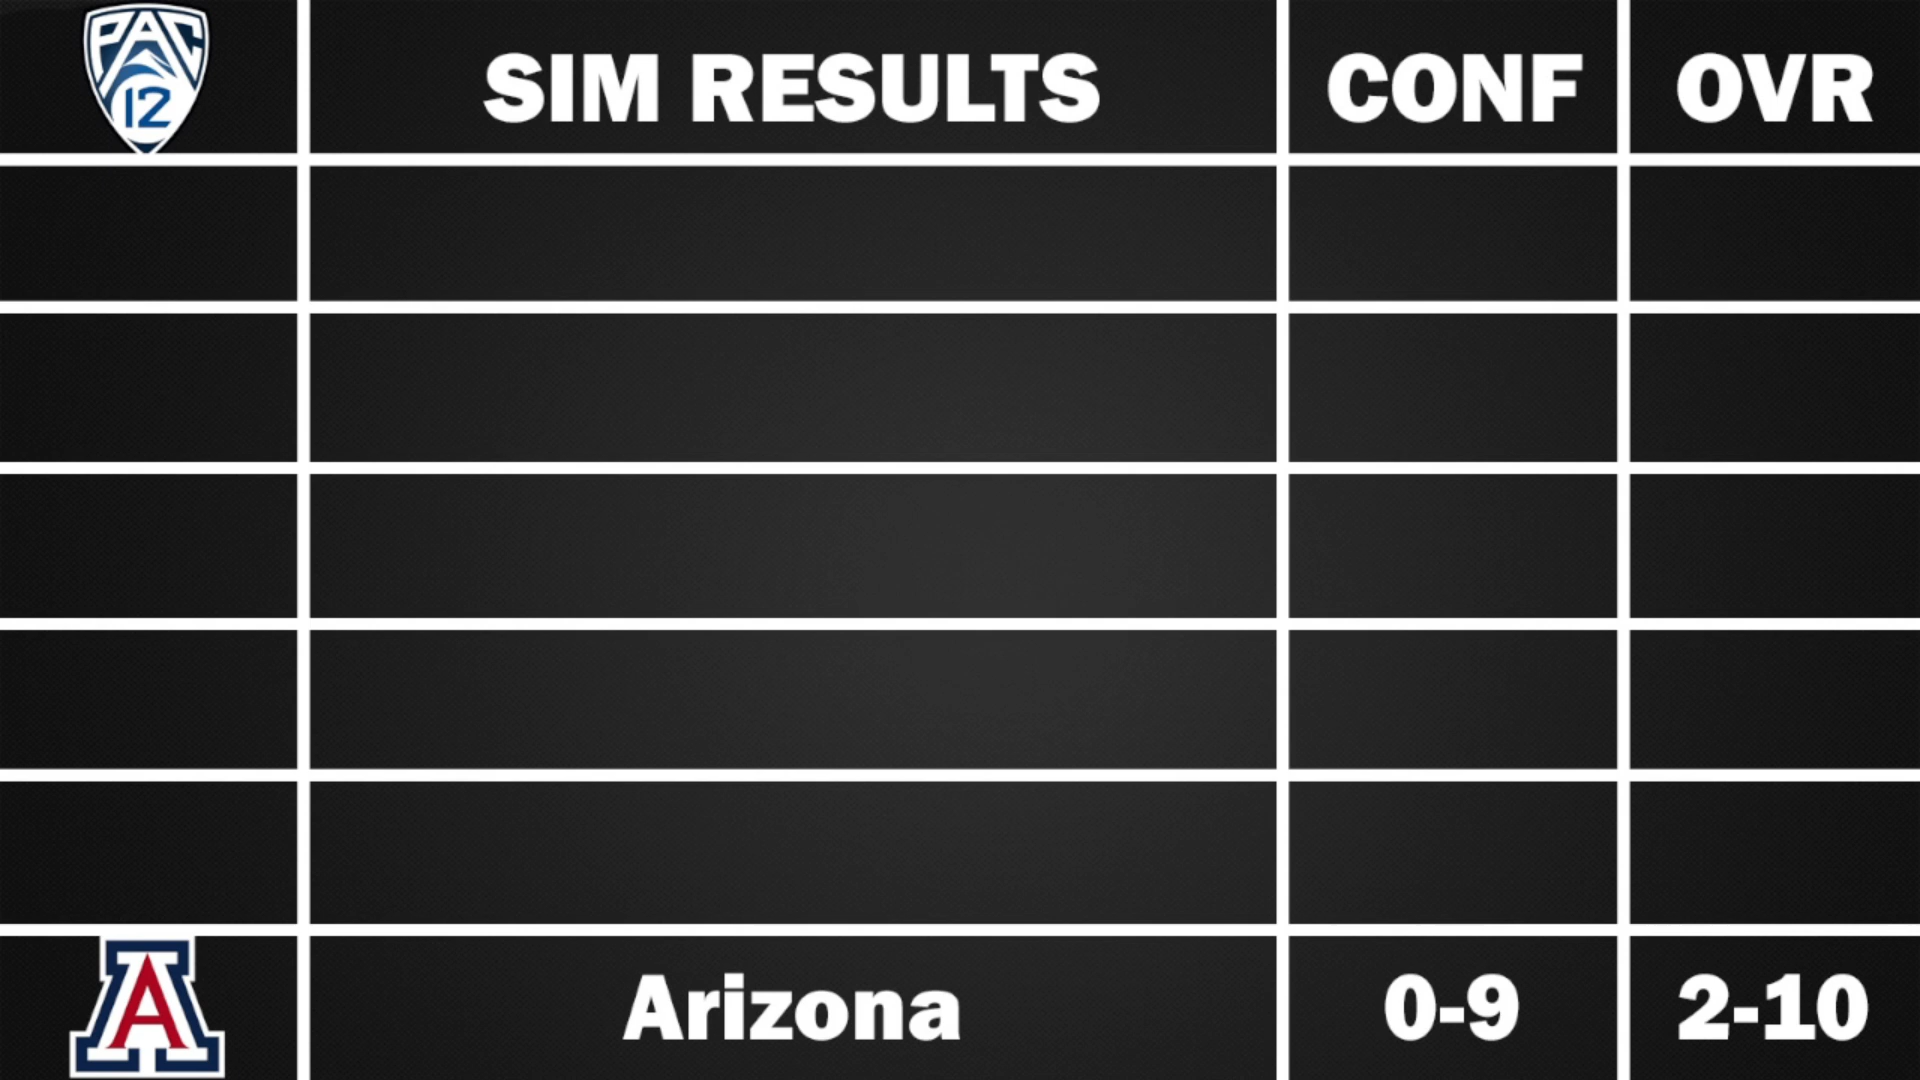 PAC
12
SIM RESULTS
CONF
OVR
A
Arizona
0-9
2-10